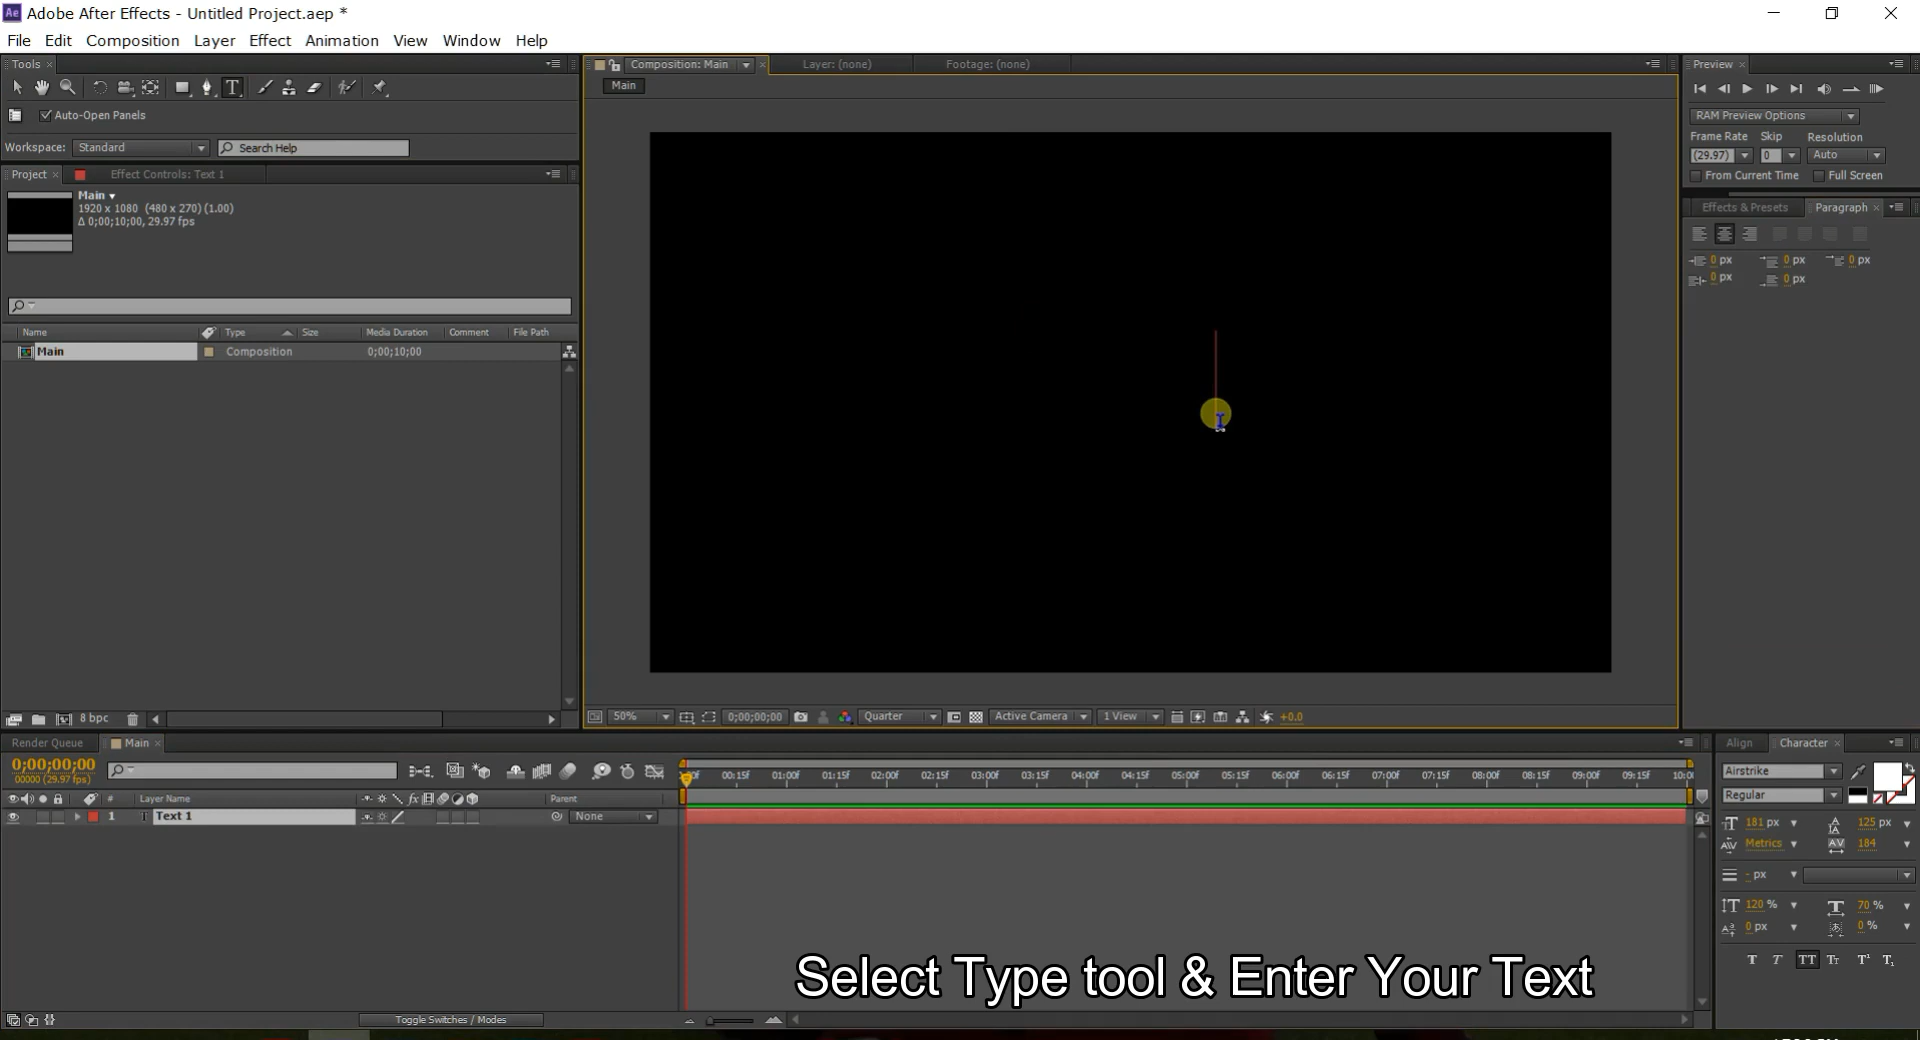 Adobe After Effects - Untitled Project.aep *
File Edit Composition Layer Effect Animation View Window Help
Tools
Auto-Open Panels
Workspace: Standard Search Help
Project Effect Controls: Text 1
Main
1920 x 1080 (480 x 270) (1.00)
Δ 0;00;10;00, 29.97 fps
Name Type Size Media Duration Comment File Path
Main Composition 0;00;10;00
8 bpc
Composition: Main Layer: (none) Footage: (none)
Main
50% 0;00;00;00 Quarter Active Camera 1 View +0.0
Preview
RAM Preview Options
Frame Rate Skip Resolution
(29.97) 0 Auto
From Current Time Full Screen
Effects & Presets Paragraph
0 px 0 px 0 px
0 px 0 px
Render Queue Main
0;00;00;00
00000 (29.97 fps)
00:15f 01:00f 01:15f 02:00f 02:15f 03:00f 03:15f 04:00f 04:15f 05:00f 05:15f 06:00f 06:15f 07:00f 07:15f 08:00f 08:15f 09:00f 09:15f 10:0
# Layer Name fx Parent
1 T Text 1 None
Toggle Switches / Modes
Align Character
Airstrike
Regular
181 px 125 px
Metrics 184
- px
120 % 70 %
0 px 0 %
T T TT Tt T¹ T₁
Select Type tool & Enter Your Text